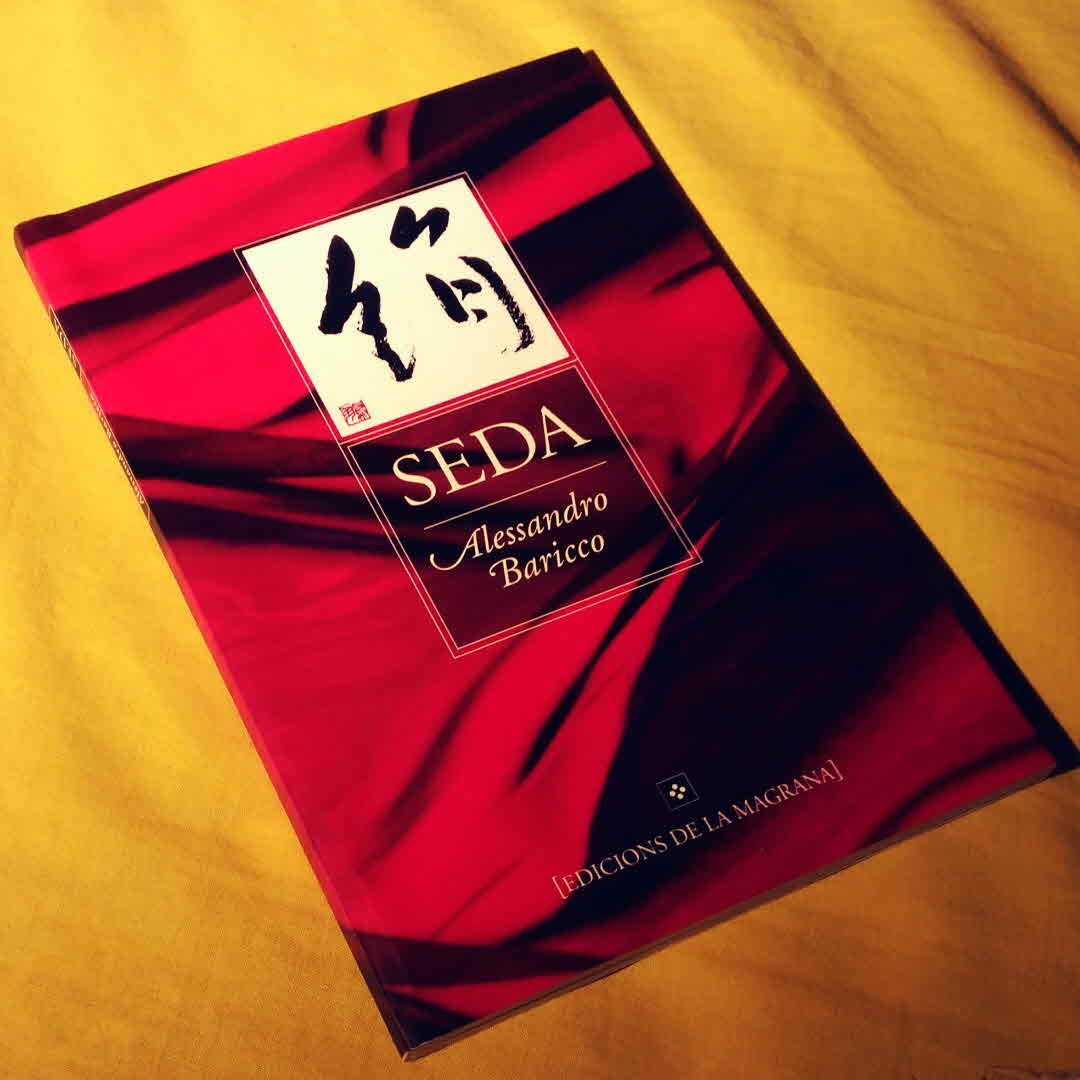 絹
SEDA
Alessandro
Baricco
[EDICIONS DE LA MAGRANA]